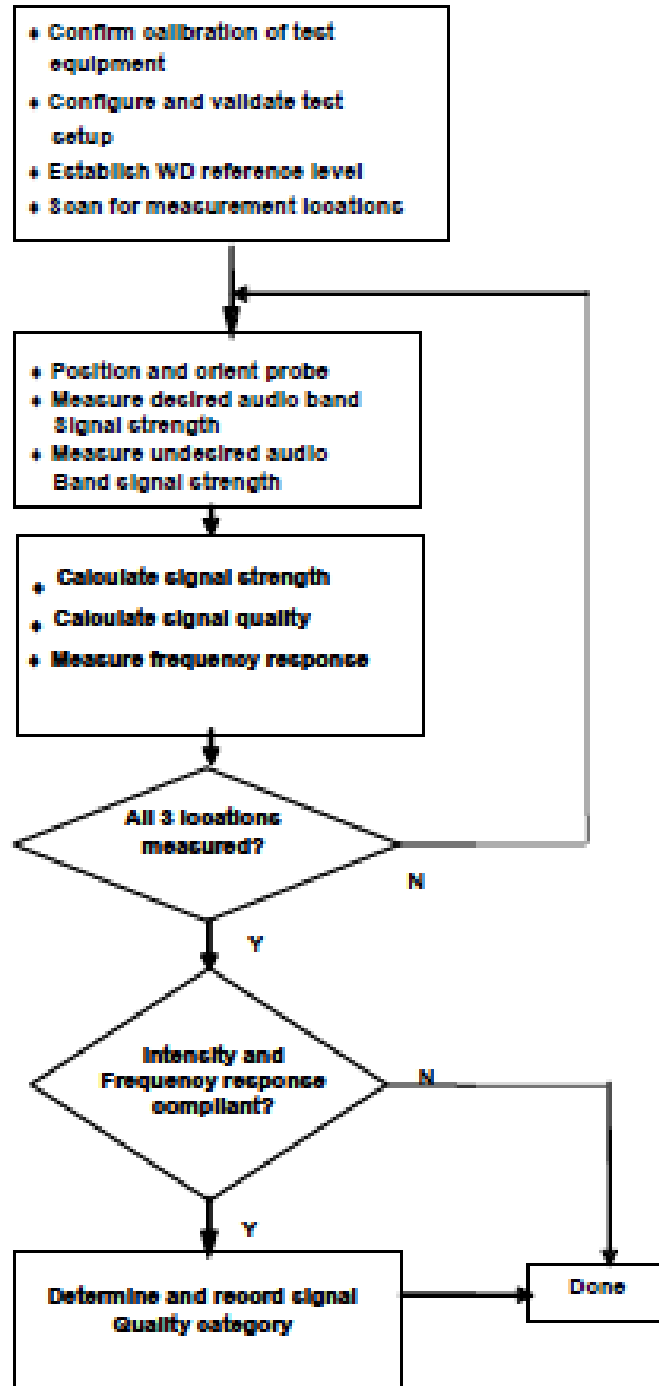 ♦ Confirm calibration of test
equipment
♦ Configure and validate test
setup
♦ Establish WD reference level
♦ Scan for measurement locations
♦ Position and orient probe
♦ Measure desired audio band
Signal strength
♦ Measure undesired audio
Band signal strength
♦ Calculate signal strength
♦ Calculate signal quality
♦ Measure frequency response
All 3 locations
measured?
N
Y
Intensity and
Frequency response
compliant?
N
Y
Determine and record signal
Quality category
Done